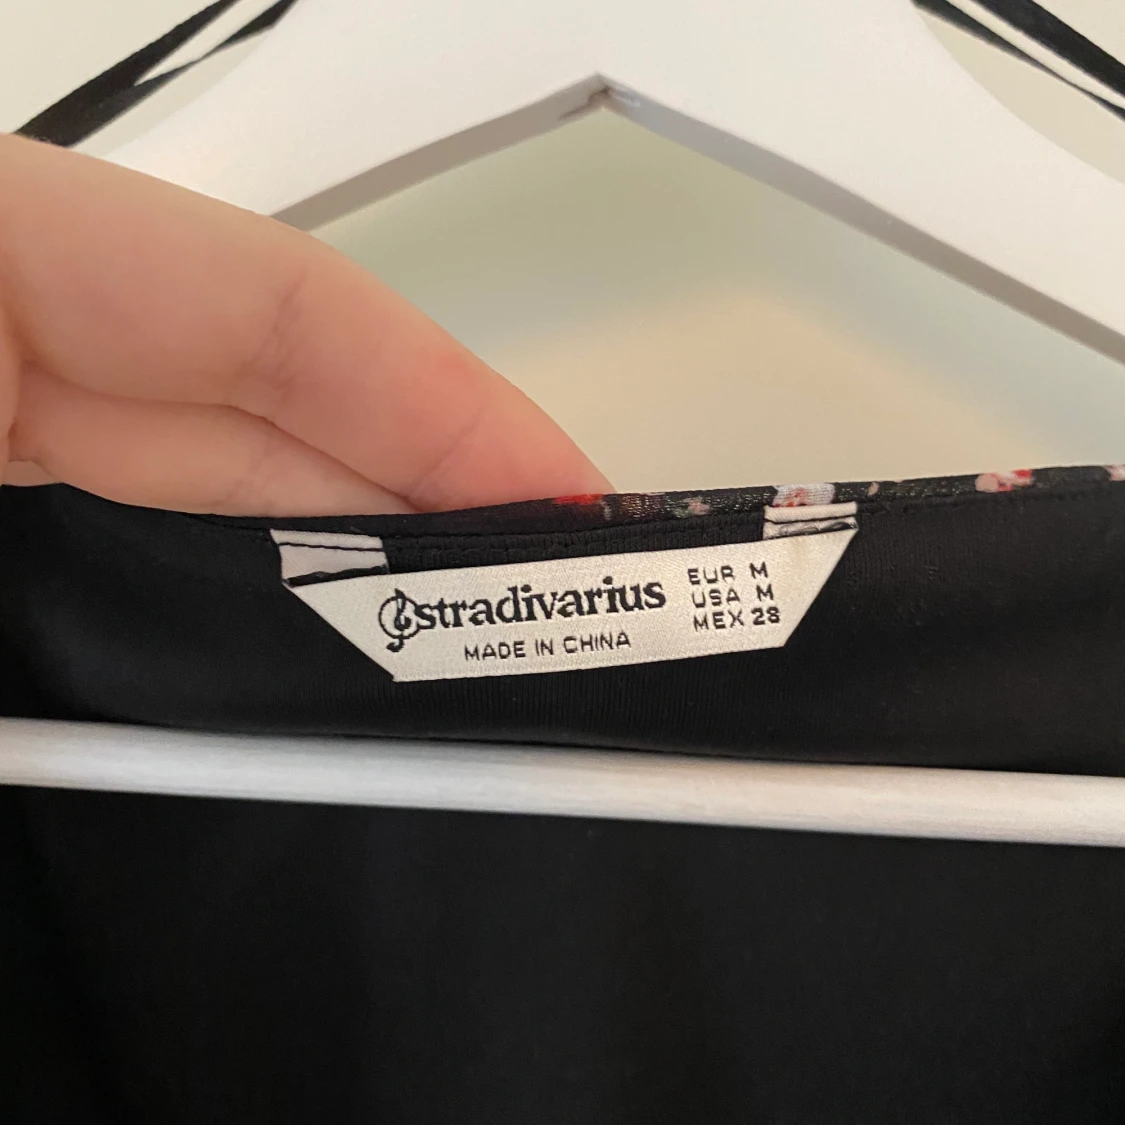 stradivarius
MADE IN CHINA
EUR M
USA M
MEX 28